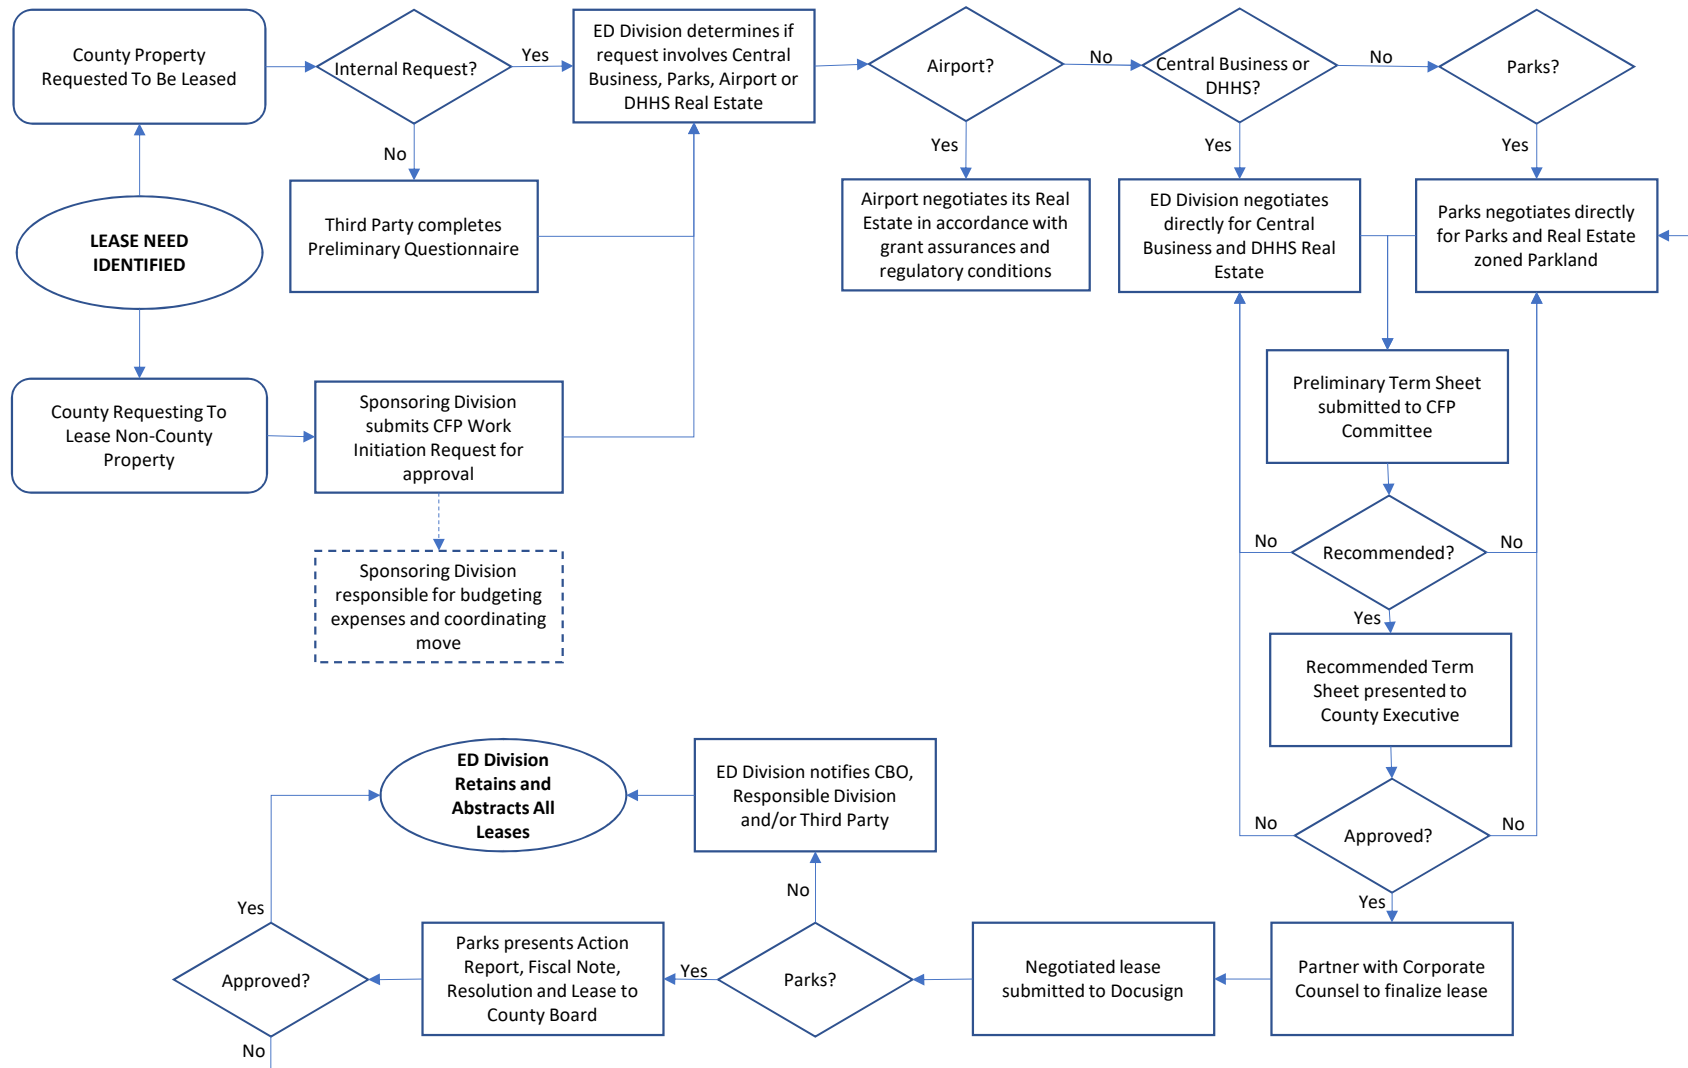 County Property
Requested To Be Leased
Internal Request?
Yes
ED Division determines if
request involves Central
Business, Parks, Airport or
DHHS Real Estate
Airport?
No
Central Business or
DHHS?
No
Parks?
No
Yes
Yes
Yes
LEASE NEED
IDENTIFIED
Third Party completes
Preliminary Questionnaire
Airport negotiates its Real
Estate in accordance with
grant assurances and
regulatory conditions
ED Division negotiates
directly for Central
Business and DHHS Real
Estate
Parks negotiates directly
for Parks and Real Estate
zoned Parkland
County Requesting To
Lease Non-County
Property
Sponsoring Division
submits CFP Work
Initiation Request for
approval
Preliminary Term Sheet
submitted to CFP
Committee
No
Recommended?
No
Sponsoring Division
responsible for budgeting
expenses and coordinating
move
Yes
Recommended Term
Sheet presented to
County Executive
ED Division
Retains and
Abstracts All
Leases
ED Division notifies CBO,
Responsible Division
and/or Third Party
No
Approved?
No
Yes
No
Yes
Approved?
Parks presents Action
Report, Fiscal Note,
Resolution and Lease to
County Board
Yes
Parks?
Negotiated lease
submitted to Docusign
Partner with Corporate
Counsel to finalize lease
No